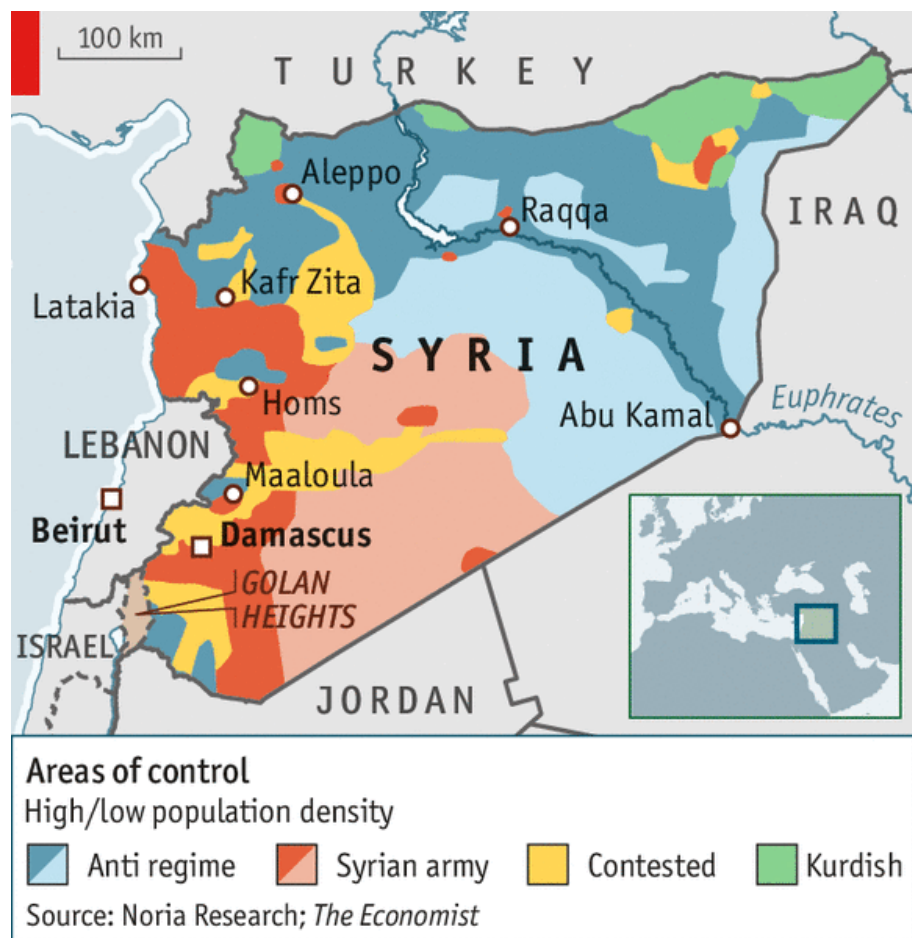 100 km
TURKEY
Aleppo
Raqqa
IRAQ
Kafr Zita
Latakia
SYRIA
Homs
Abu Kamal
Euphrates
LEBANON
Maaloula
Beirut
Damascus
GOLAN
HEIGHTS
ISRAEL
JORDAN
Areas of control
High/low population density
Anti regime Syrian army Contested Kurdish
Source: Noria Research; The Economist